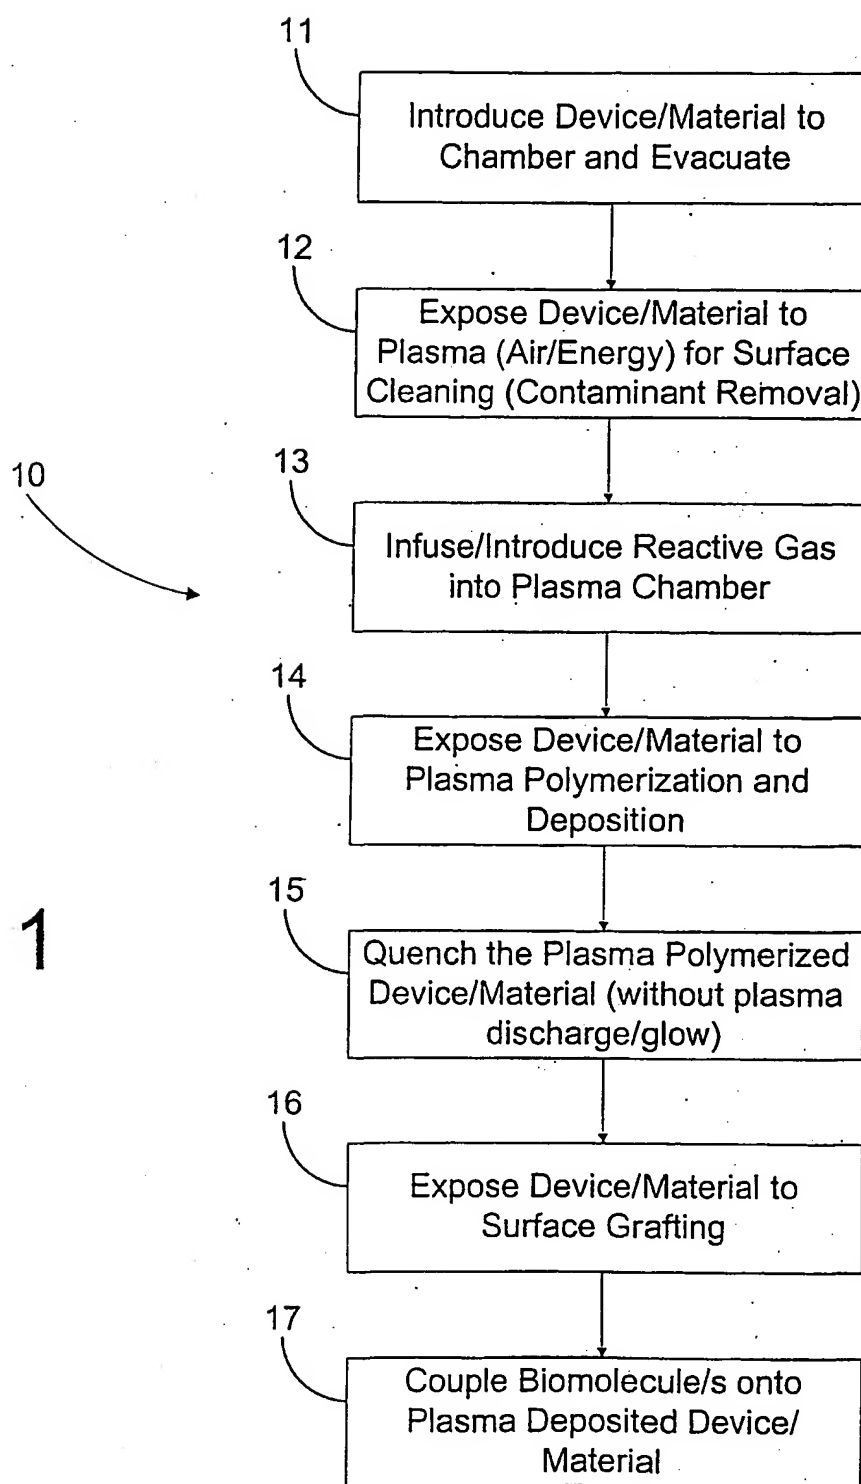 11
Introduce Device/Material to
Chamber and Evacuate
12
Expose Device/Material to
Plasma (Air/Energy) for Surface
Cleaning (Contaminant Removal)
10
13
Infuse/Introduce Reactive Gas
into Plasma Chamber
14
Expose Device/Material to
Plasma Polymerization and
Deposition
1
15
Quench the Plasma Polymerized
Device/Material (without plasma
discharge/glow)
16
Expose Device/Material to
Surface Grafting
17
Couple Biomolecule/s onto
Plasma Deposited Device/
Material